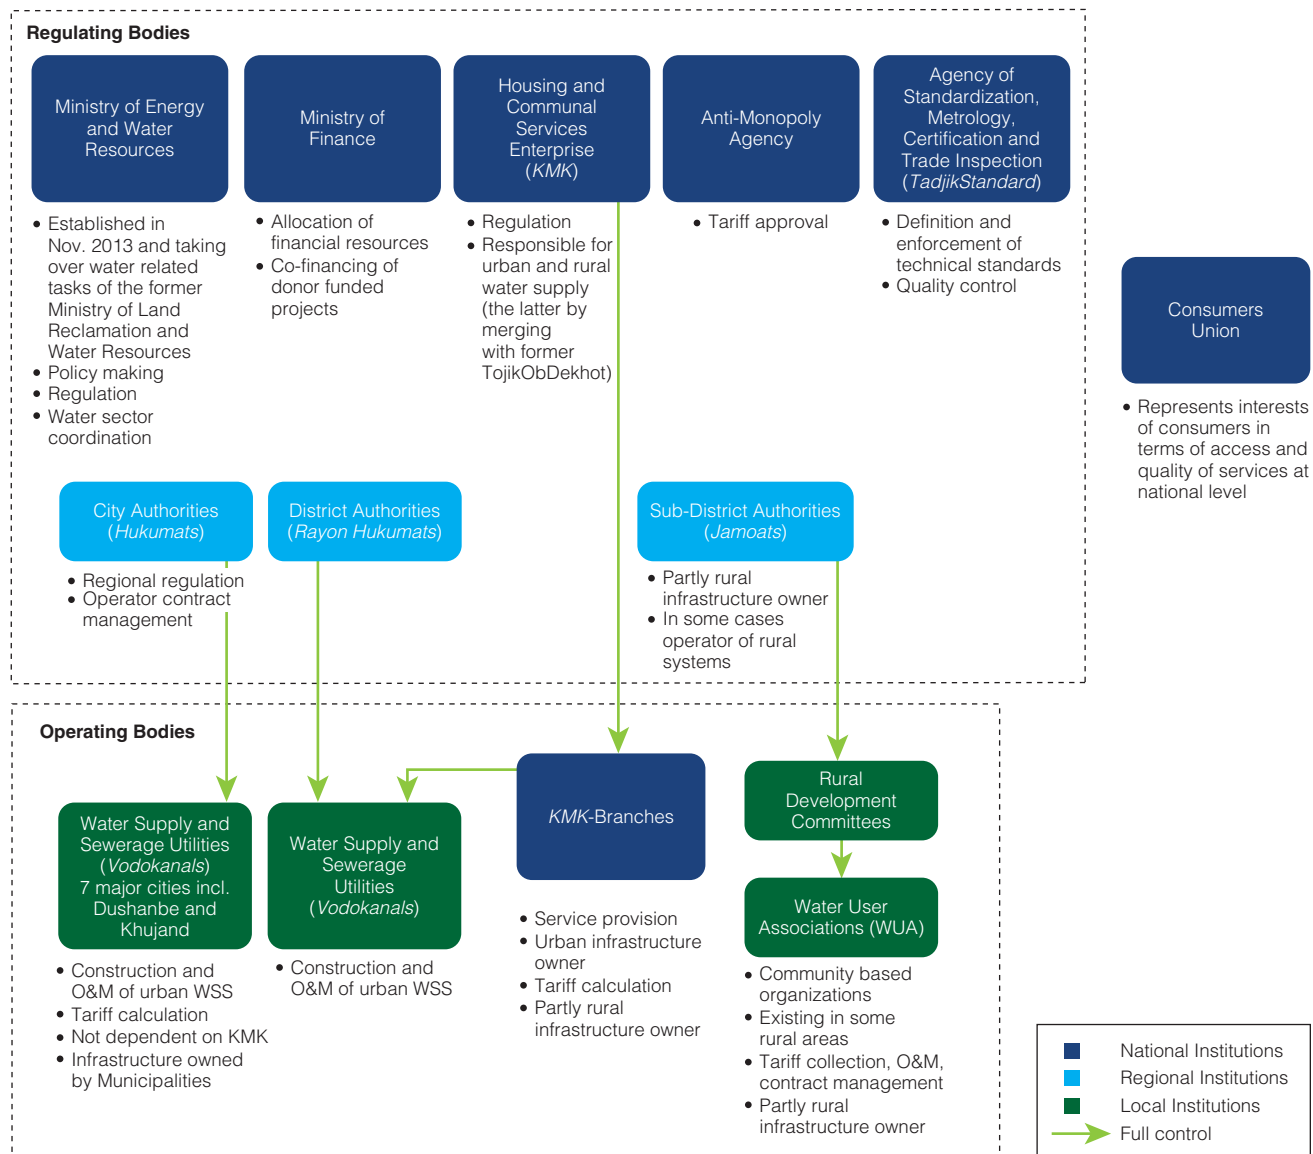 Regulating Bodies
Ministry of Energy
and Water
Resources
• Established in
Nov. 2013 and taking
over water related
tasks of the former
Ministry of Land
Reclamation and
Water Resources
• Policy making
• Regulation
• Water sector
coordination
Ministry of
Finance
• Allocation of
financial resources
• Co-financing of
donor funded
projects
Housing and
Communal
Services
Enterprise
(KMK)
• Regulation
• Responsible for
urban and rural
water supply
(the latter by
merging
with former
TojikObDekhot)
Anti-Monopoly
Agency
• Tariff approval
Agency of
Standardization,
Metrology,
Certification and
Trade Inspection
(TadjikStandard)
• Definition and
enforcement of
technical standards
• Quality control
Consumers
Union
• Represents interests
of consumers in
terms of access and
quality of services at
national level
City Authorities
(Hukumats)
• Regional regulation
• Operator contract
management
District Authorities
(Rayon Hukumats)
Sub-District Authorities
(Jamoats)
• Partly rural
infrastructure owner
• In some cases
operator of rural
systems
Operating Bodies
Water Supply and
Sewerage Utilities
(Vodokanals)
7 major cities incl.
Dushanbe and
Khujand
• Construction and
O&M of urban WSS
• Tariff calculation
• Not dependent on KMK
• Infrastructure owned
by Municipalities
Water Supply and
Sewerage
Utilities
(Vodokanals)
• Construction and
O&M of urban WSS
KMK-Branches
• Service provision
• Urban infrastructure
owner
• Tariff calculation
• Partly rural
infrastructure owner
Rural
Development
Committees
Water User
Associations (WUA)
• Community based
organizations
• Existing in some
rural areas
• Tariff collection, O&M,
contract management
• Partly rural
infrastructure owner
National Institutions
Regional Institutions
Local Institutions
Full control